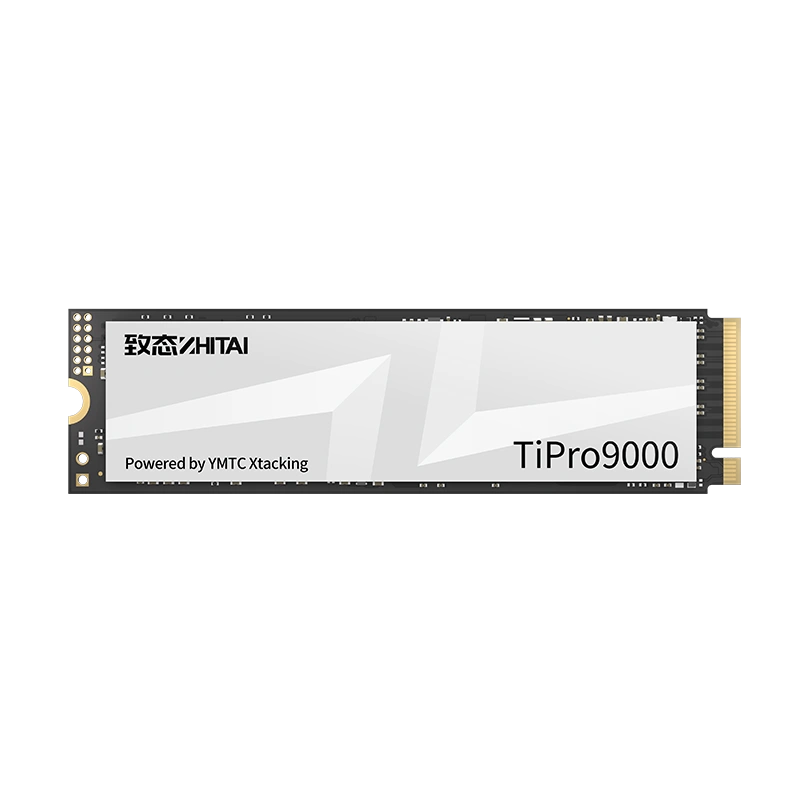 致态ZHITAI
Powered by YMTC Xtacking
TiPro9000